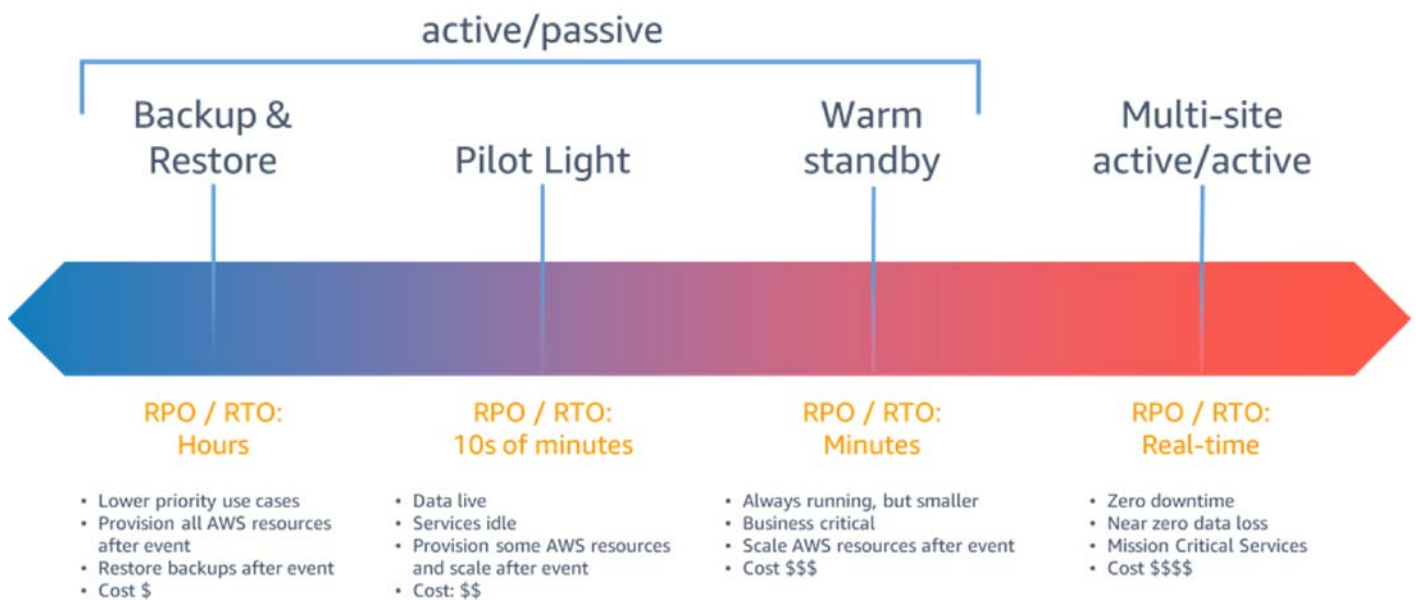 active/passive
Backup &
Restore
Pilot Light
Warm
standby
Multi-site
active/active
RPO / RTO:
Hours
RPO / RTO:
10s of minutes
RPO / RTO:
Minutes
RPO / RTO:
Real-time
• Lower priority use cases
• Provision all AWS resources
after event
• Restore backups after event
• Cost $
• Data live
• Services idle
• Provision some AWS resources
and scale after event
• Cost: $$
• Always running, but smaller
• Business critical
• Scale AWS resources after event
• Cost $$$
• Zero downtime
• Near zero data loss
• Mission Critical Services
• Cost $$$$